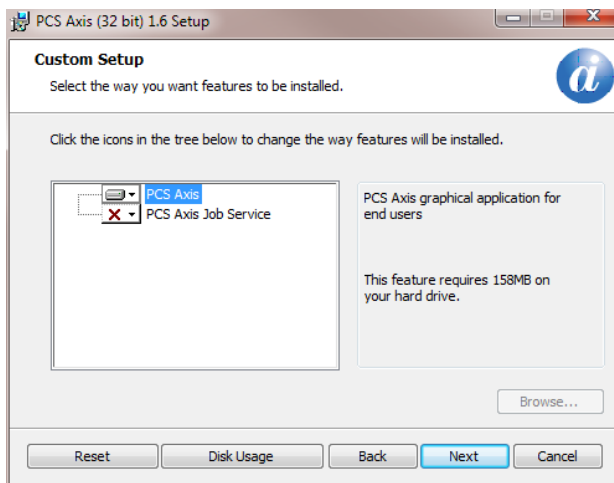 PCS Axis (32 bit) 1.6 Setup
Custom Setup
Select the way you want features to be installed.
Click the icons in the tree below to change the way features will be installed.
PCS Axis
PCS Axis Job Service
PCS Axis graphical application for
end users
This feature requires 158MB on
your hard drive.
Browse...
Reset Disk Usage Back Next Cancel